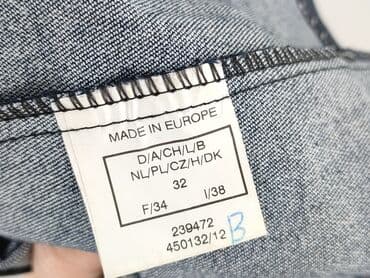 MADE IN EUROPE
D/A/CH/L/B
NL/PL/CZ/H/DK
32
F/34 I/38
239472
450132/12 B